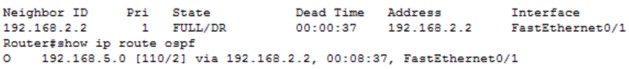 Neighbor ID     Pri   State           Dead Time   Address         Interface
192.168.2.2       1   FULL/DR         00:00:37    192.168.2.2     FastEthernet0/1
Router#show ip route ospf
O    192.168.5.0 [110/2] via 192.168.2.2, 00:08:37, FastEthernet0/1